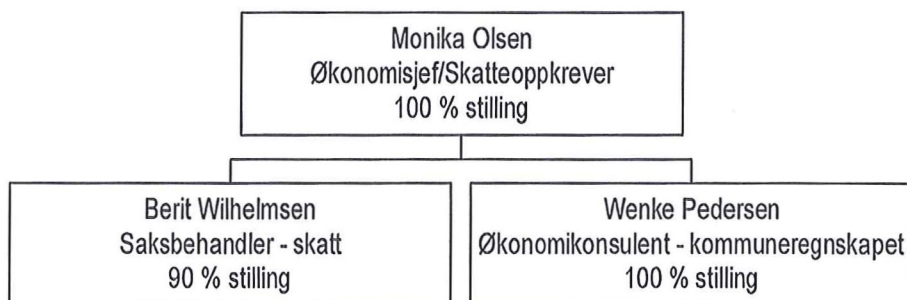 Monika Olsen
Økonomisjef/Skatteoppkrever
100 % stilling
Berit Wilhelmsen
Saksbehandler - skatt
90 % stilling
Wenke Pedersen
Økonomikonsulent - kommuneregnskapet
100 % stilling